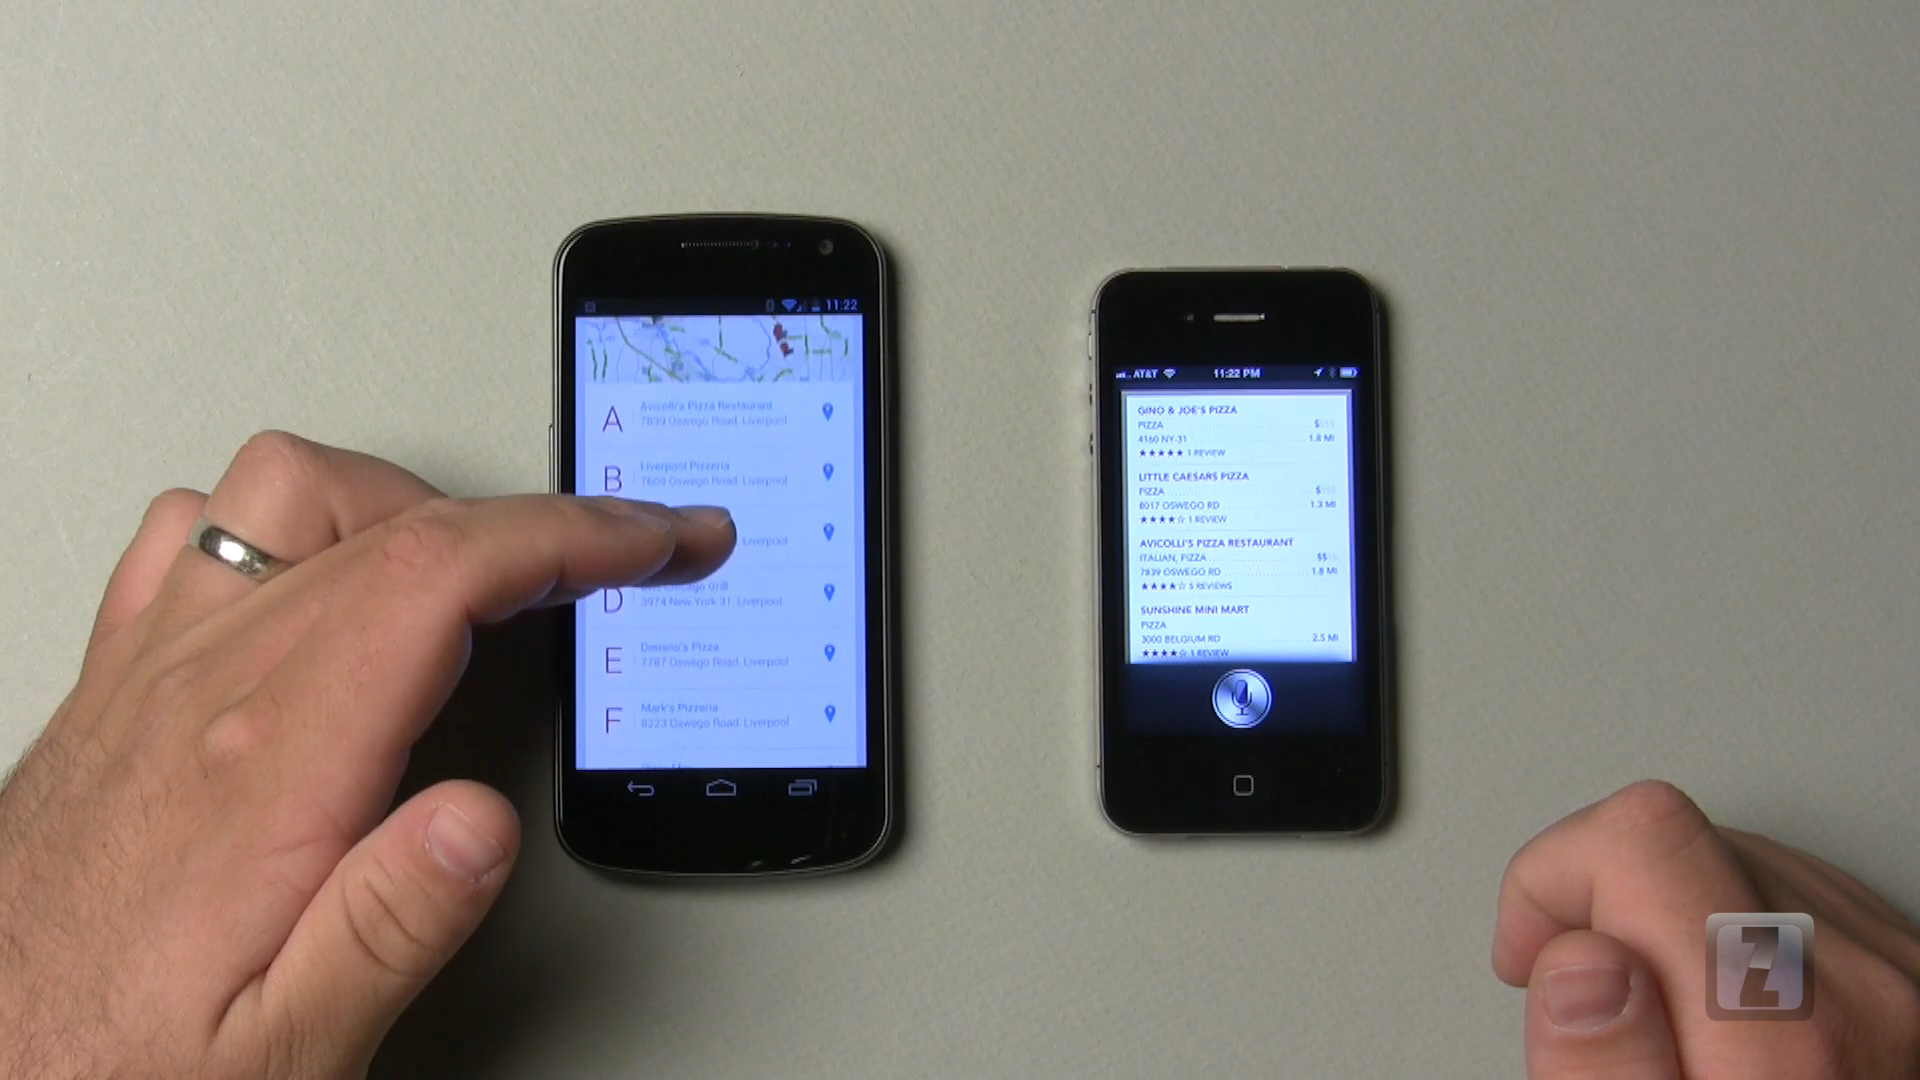 11:22
A
Avicolli's Pizza Restaurant
7839 Oswego Road, Liverpool
B
Liverpool Pizzeria
7608 Oswego Road, Liverpool
Liverpool
D
Chicago Grill
3974 New York 31, Liverpool
E
Domino's Pizza
7787 Oswego Road, Liverpool
F
Mark's Pizzeria
8223 Oswego Road, Liverpool
AT&T 11:22 PM
GINO & JOE'S PIZZA
PIZZA $$$$
4160 NY-31 1.8 MI
★★★★★ 1 REVIEW
LITTLE CAESARS PIZZA
PIZZA $$$$
8017 OSWEGO RD 1.3 MI
★★★★☆ 1 REVIEW
AVICOLLI'S PIZZA RESTAURANT
ITALIAN, PIZZA $$$$
7839 OSWEGO RD 1.8 MI
★★★★☆ 5 REVIEWS
SUNSHINE MINI MART
PIZZA
3000 BELGIUM RD 2.5 MI
★★★★☆ 1 REVIEW
Z